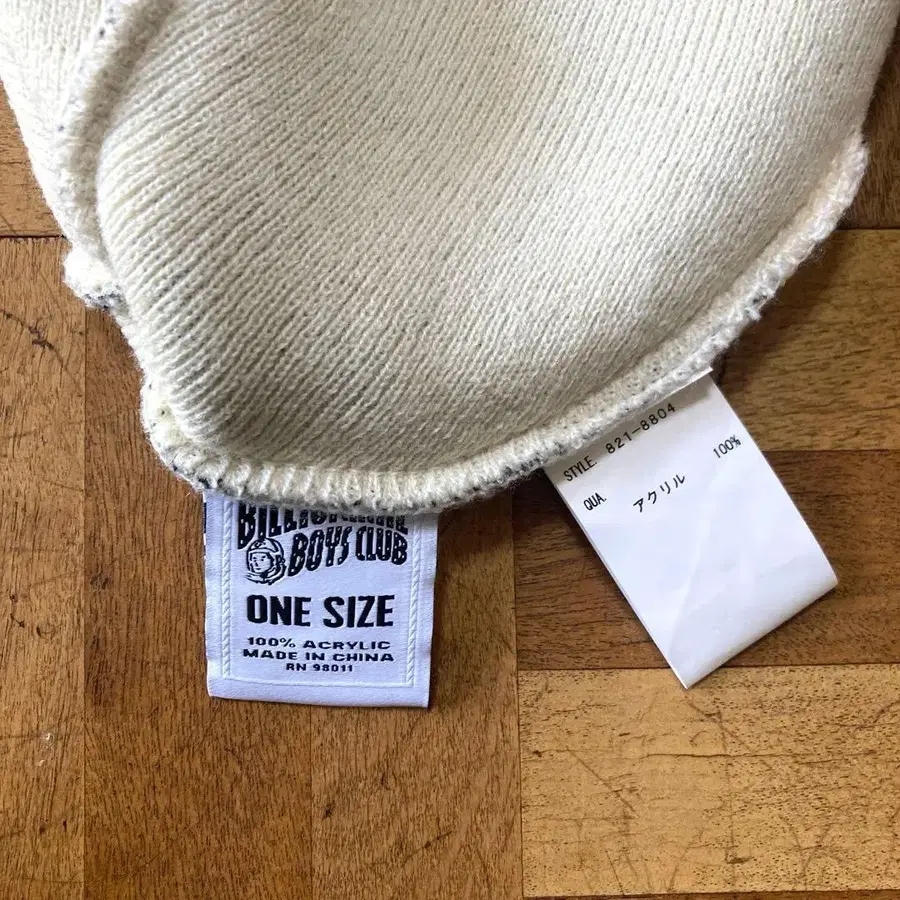 BILLIONAIRE
BOYS CLUB
ONE SIZE
100% ACRYLIC
MADE IN CHINA
RN 98011
STYLE. 821-8804
QUA. アクリル 100%